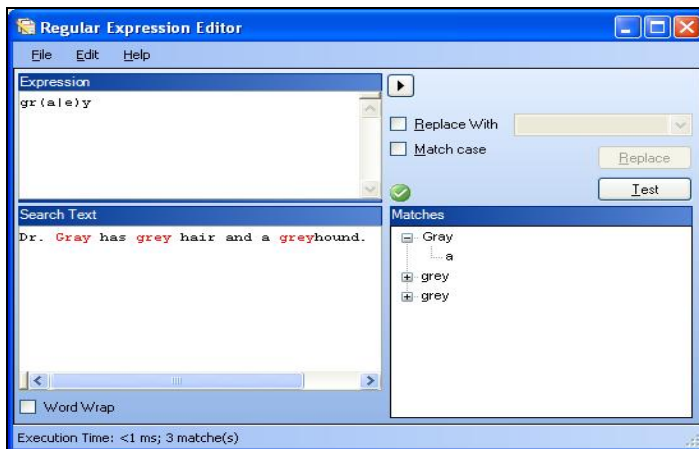 Regular Expression Editor
File Edit Help
Expression
gr(a|e)y
Replace With
Match case
Replace
Test
Search Text
Dr. Gray has grey hair and a greyhound.
Matches
Gray
a
grey
grey
Word Wrap
Execution Time: <1 ms; 3 matche(s)